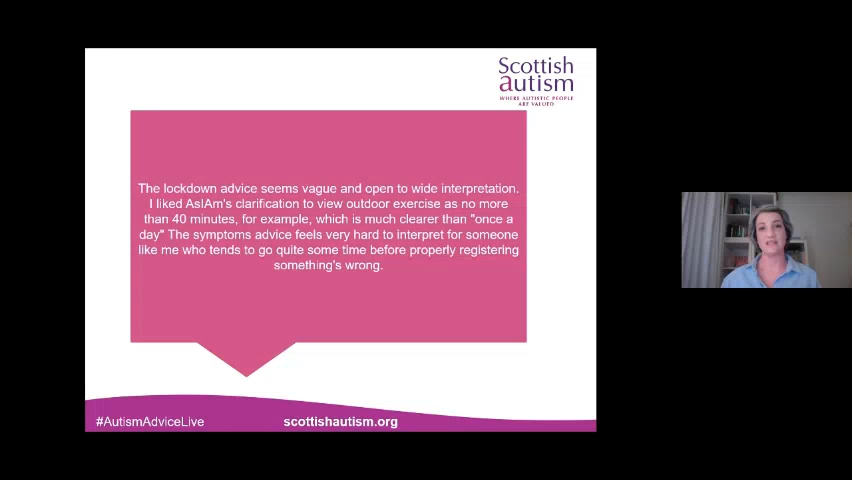 Scottish
autism
WHERE AUTISTIC PEOPLE
ARE VALUED
The lockdown advice seems vague and open to wide interpretation.
I liked AsIAm's clarification to view outdoor exercise as no more
than 40 minutes, for example, which is much clearer than "once a
day" The symptoms advice feels very hard to interpret for someone
like me who tends to go quite some time before properly registering
something's wrong.
#AutismAdviceLive
scottishautism.org